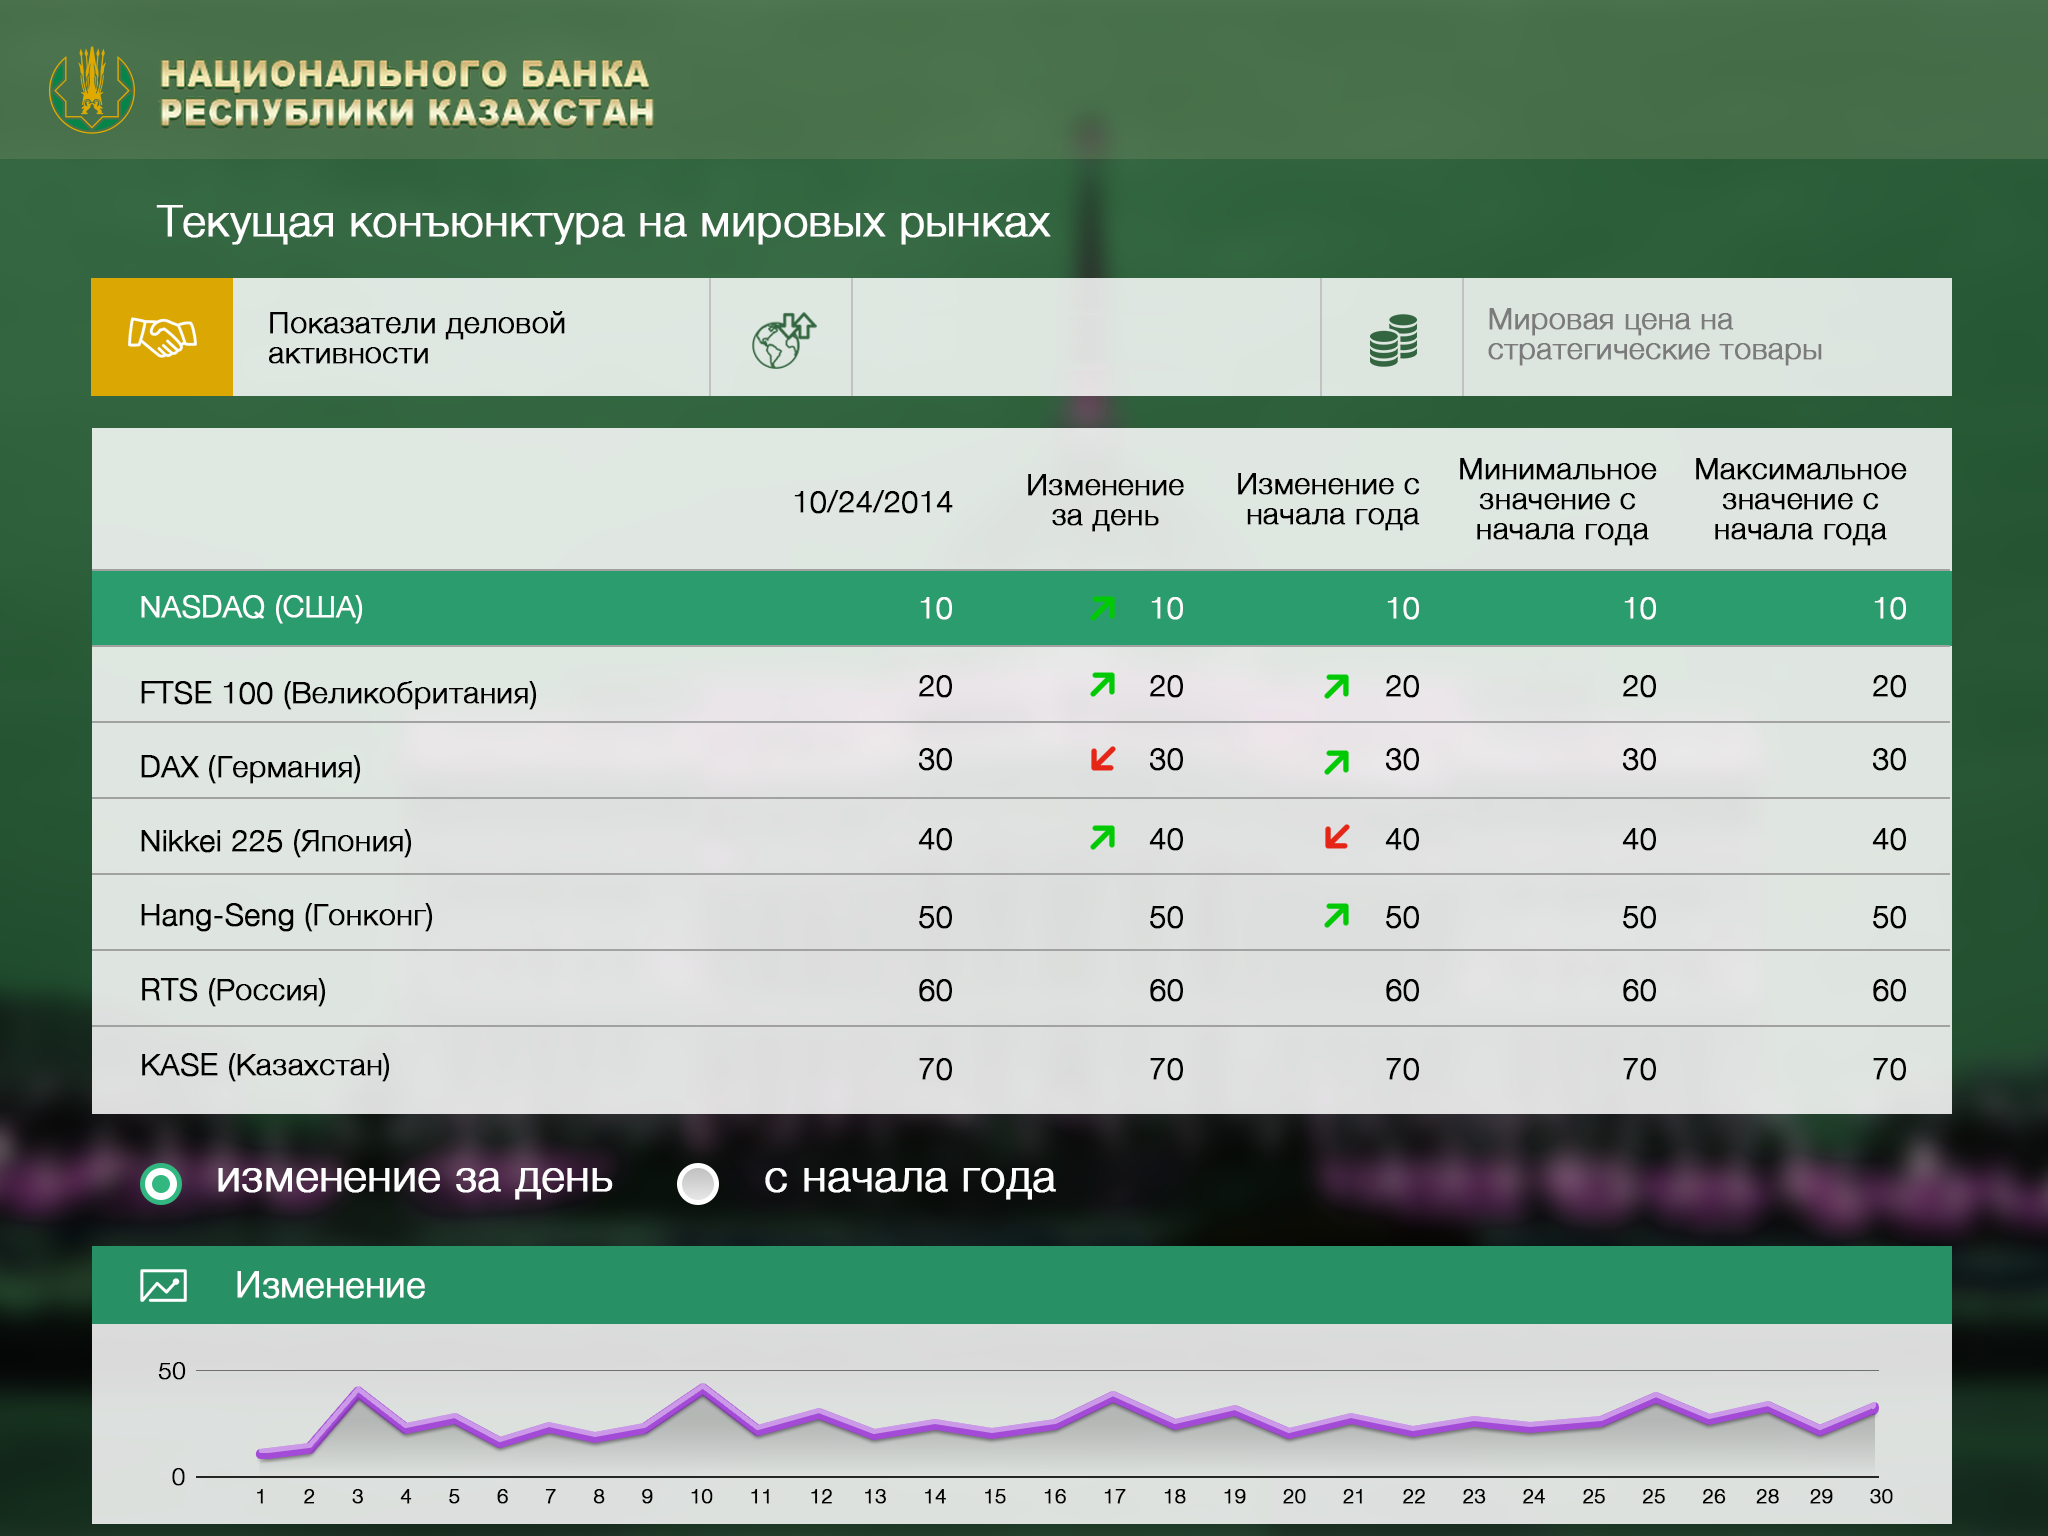 НАЦИОНАЛЬНОГО БАНКА
РЕСПУБЛИКИ КАЗАХСТАН
Текущая конъюнктура на мировых рынках
Показатели деловой
активности
Мировая цена на
стратегические товары
10/24/2014
Изменение
за день
Изменение с
начала года
Минимальное
значение с
начала года
Максимальное
значение с
начала года
NASDAQ (США) 10 10 10 10 10
FTSE 100 (Великобритания) 20 20 20 20 20
DAX (Германия) 30 30 30 30 30
Nikkei 225 (Япония) 40 40 40 40 40
Hang-Seng (Гонконг) 50 50 50 50 50
RTS (Россия) 60 60 60 60 60
KASE (Казахстан) 70 70 70 70 70
изменение за день с начала года
Изменение
50
0
1 2 3 4 5 6 7 8 9 10 11 12 13 14 15 16 17 18 19 20 21 22 23 24 25 25 26 28 29 30